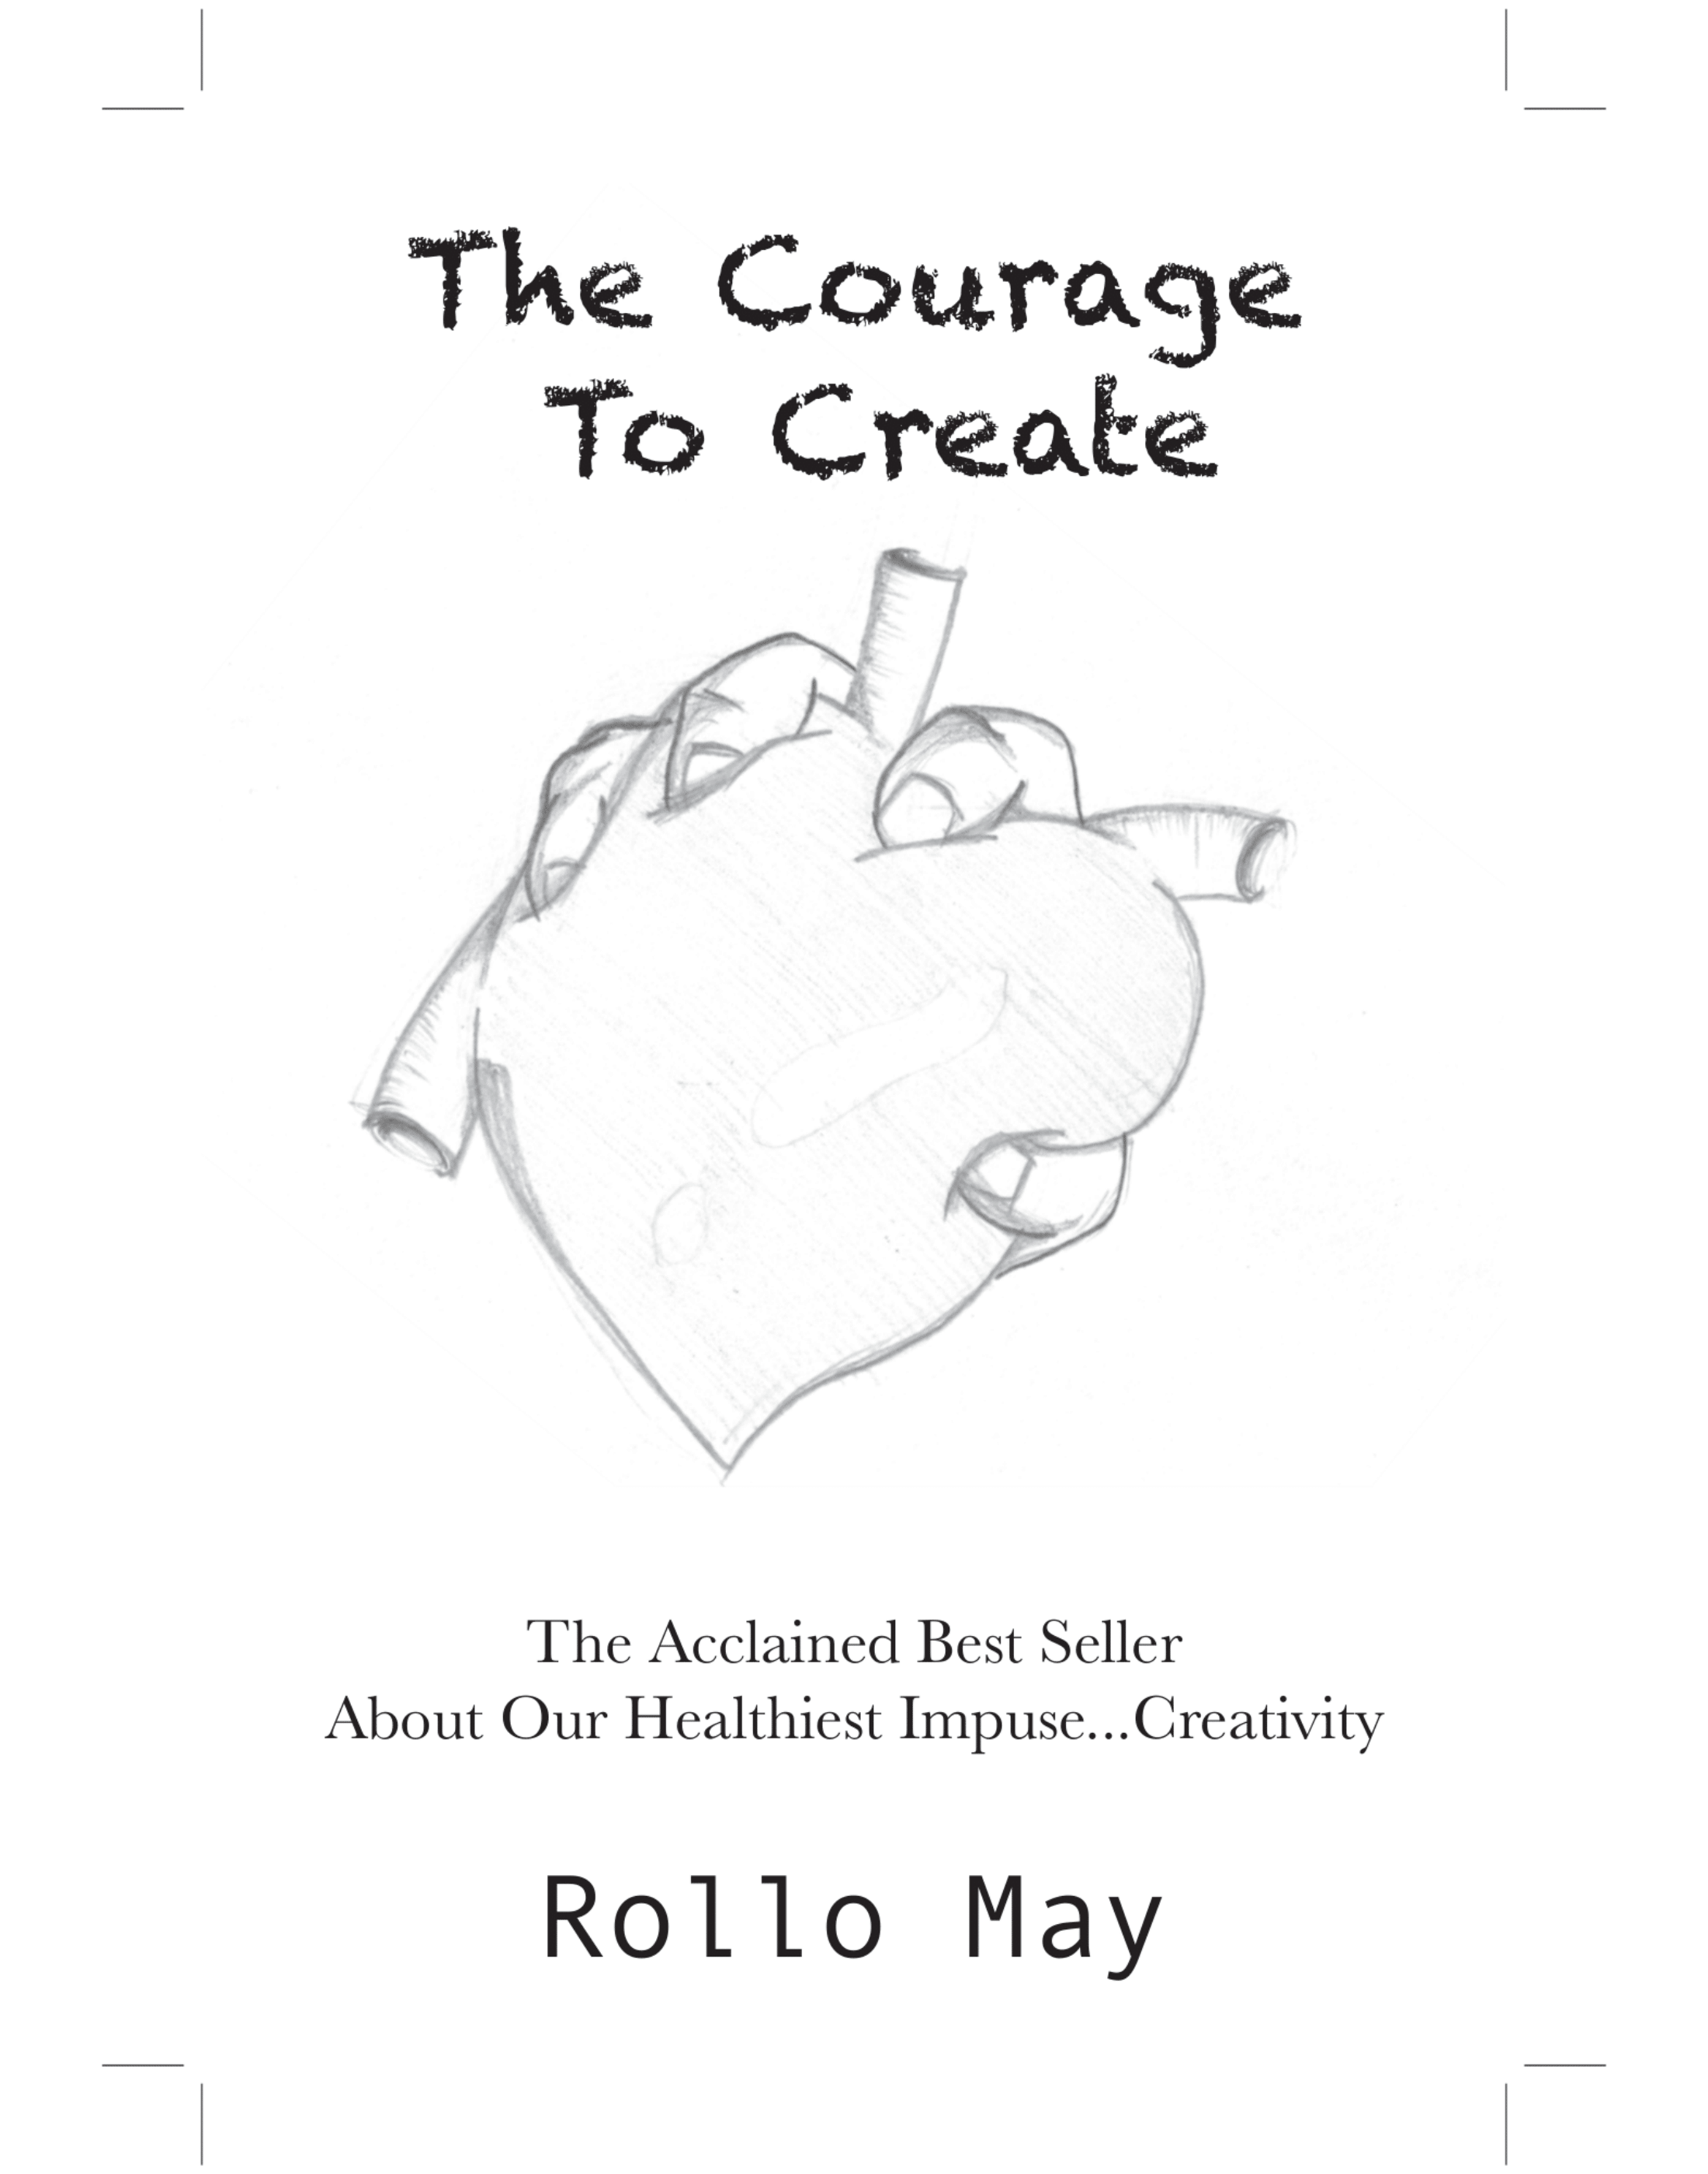 The Courage
To Create
The Acclained Best Seller
About Our Healthiest Impuse...Creativity
Rollo May